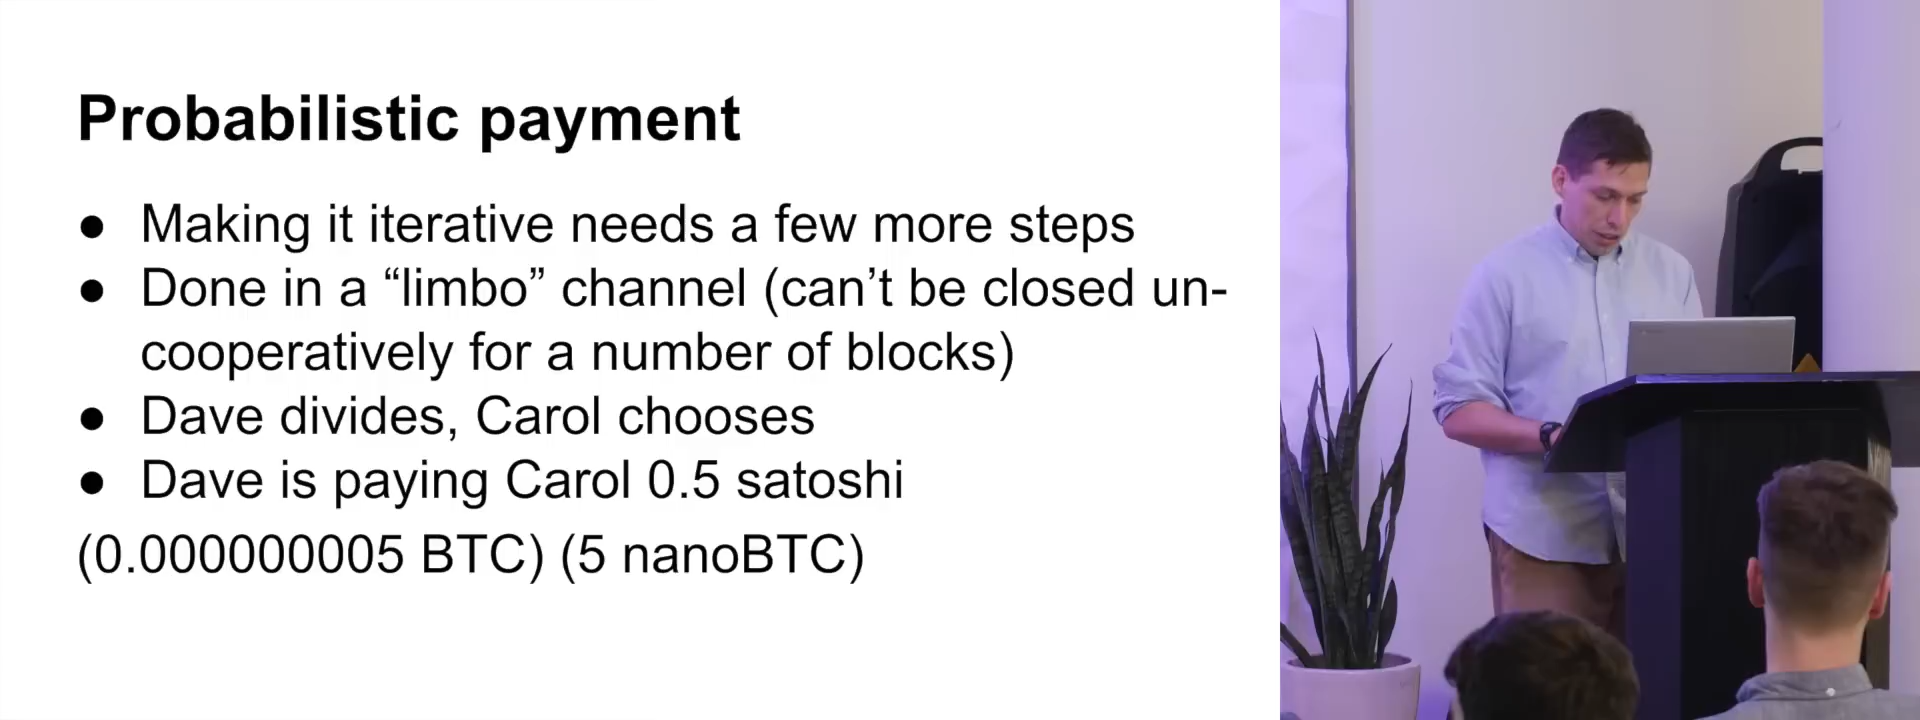 Probabilistic payment
● Making it iterative needs a few more steps
● Done in a “limbo” channel (can’t be closed un-
cooperatively for a number of blocks)
● Dave divides, Carol chooses
● Dave is paying Carol 0.5 satoshi
(0.000000005 BTC) (5 nanoBTC)